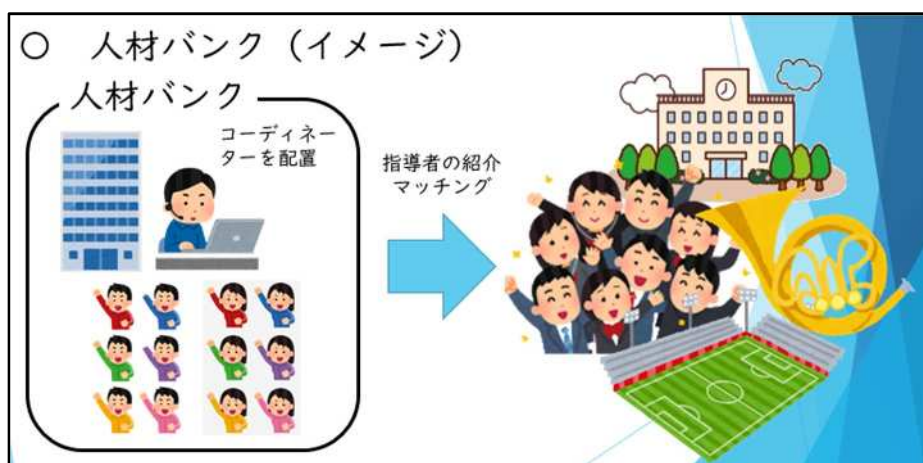 ○　人材バンク（イメージ）
人材バンク
コーディネー
ターを配置
指導者の紹介
マッチング